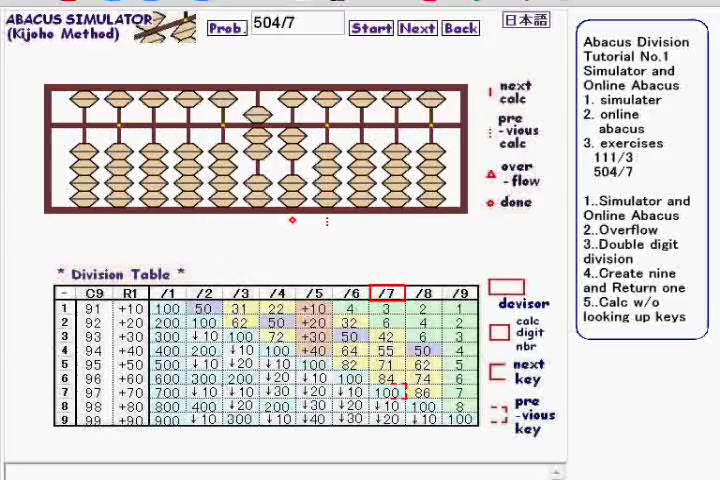 ABACUS SIMULATOR
(Kijoho Method)
Prob. 504/7 Start Next Back 日本語
next
calc
pre
-vious
calc
over
-flow
done
* Division Table *
- C9 R1 /1 /2 /3 /4 /5 /6 /7 /8 /9
1 91 +10 100 50 31 22 +10 4 3 2 1
2 92 +20 200 100 62 50 +20 32 6 4 2
3 93 +30 300 ↓10 100 72 +30 50 42 6 3
4 94 +40 400 200 ↓10 100 +40 64 55 50 4
5 95 +50 500 ↓10 ↓20 ↓10 100 82 71 62 5
6 96 +60 600 300 200 ↓20 ↓10 100 84 74 6
7 97 +70 700 ↓10 ↓10 ↓30 ↓20 ↓10 100 86 7
8 98 +80 800 400 ↓20 200 ↓30 ↓20 ↓10 100 8
9 99 +90 900 ↓10 300 ↓10 ↓40 ↓30 ↓20 ↓10 100
devisor
calc
digit
nbr
next
key
pre
-vious
key
Abacus Division
Tutorial No.1
Simulator and
Online Abacus
1. simulater
2. online
abacus
3. exercises
111/3
504/7
1..Simulator and
Online Abacus
2..Overflow
3..Double digit
division
4..Create nine
and Return one
5..Calc w/o
looking up keys